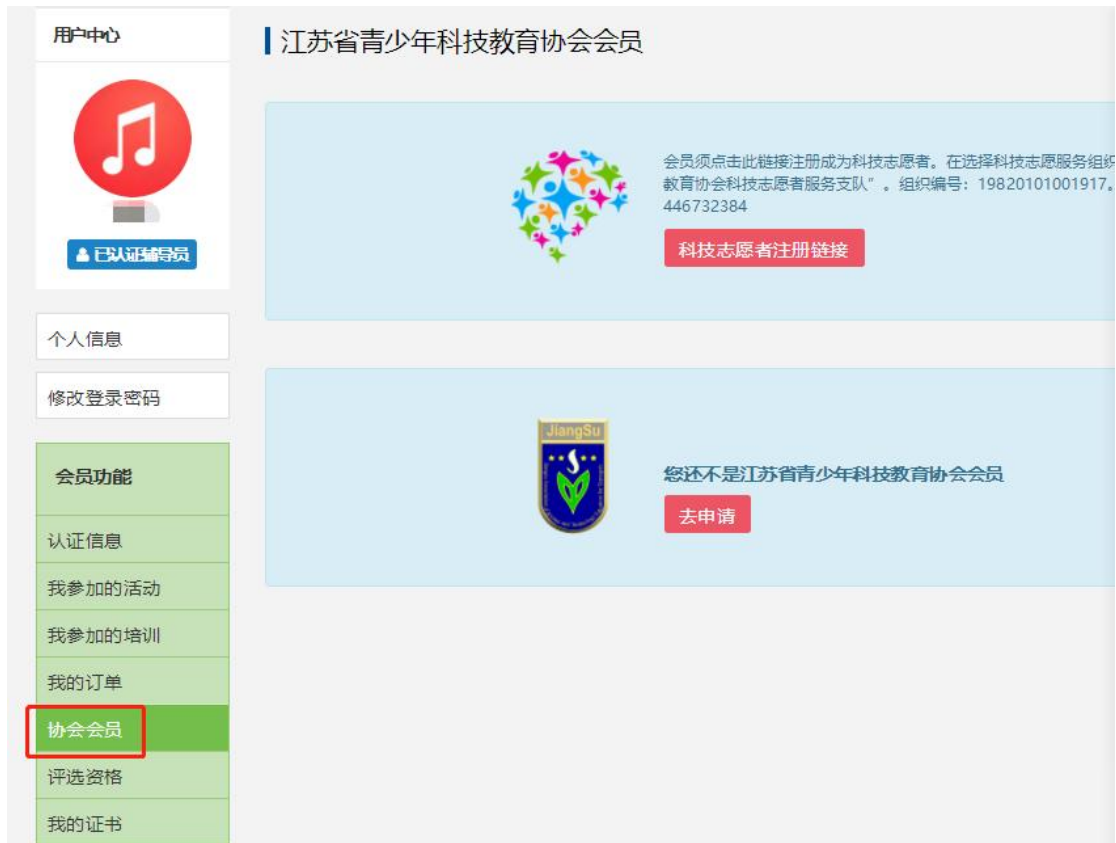 用户中心
江苏省青少年科技教育协会会员
已认证辅导员
个人信息
修改登录密码
会员功能
认证信息
我参加的活动
我参加的培训
我的订单
协会会员
评选资格
我的证书
会员须点击此链接注册成为科技志愿者。在选择科技志愿服务组织
教育协会科技志愿者服务支队"。组织编号：19820101001917。
446732384
科技志愿者注册链接
JiangSu
您还不是江苏省青少年科技教育协会会员
去申请